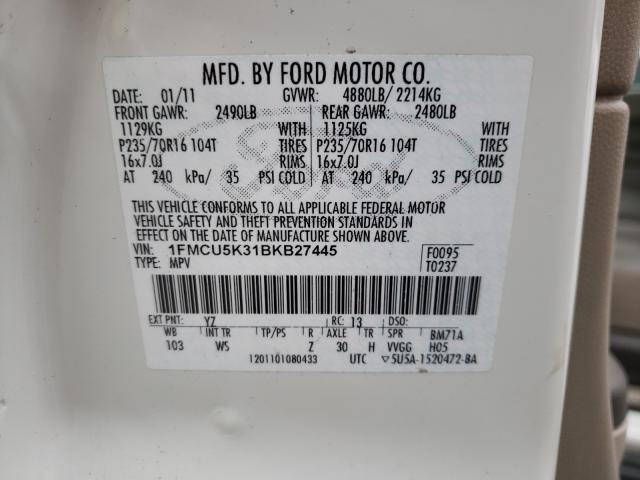 MFD. BY FORD MOTOR CO.
DATE: 01/11 GVWR: 4880LB/ 2214KG
FRONT GAWR: 2490LB REAR GAWR: 2480LB
1129KG WITH 1125KG WITH
P235/70R16 104T TIRES P235/70R16 104T TIRES
16x7.0J RIMS 16x7.0J RIMS
AT 240 kPa/ 35 PSI COLD AT 240 kPa/ 35 PSI COLD
THIS VEHICLE CONFORMS TO ALL APPLICABLE FEDERAL MOTOR
VEHICLE SAFETY AND THEFT PREVENTION STANDARDS IN
EFFECT ON THE DATE OF MANUFACTURE SHOWN ABOVE.
VIN: 1FMCU5K31BKB27445 F0095
TYPE: MPV T0237
EXT PNT: YZ RC: 13 DSO:
WB INT TR TP/PS R AXLE TR SPR BM71A
103 WS Z 30 H VVGG H05
1201101080433 UTC ▽5U5A-1520472-BA